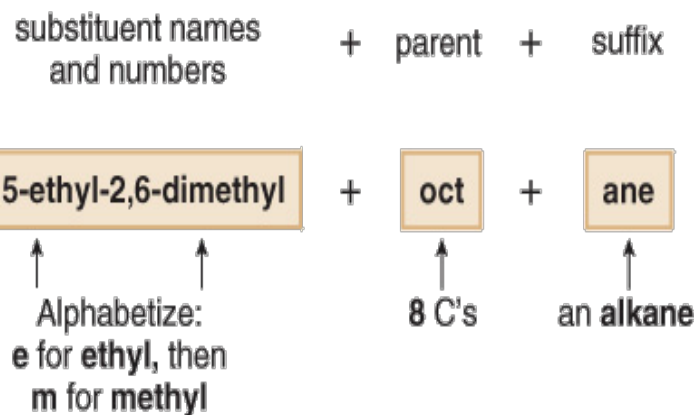 substituent names
and numbers
+ parent + suffix
5-ethyl-2,6-dimethyl + oct + ane
Alphabetize:
e for ethyl, then
m for methyl
8 C's
an alkane